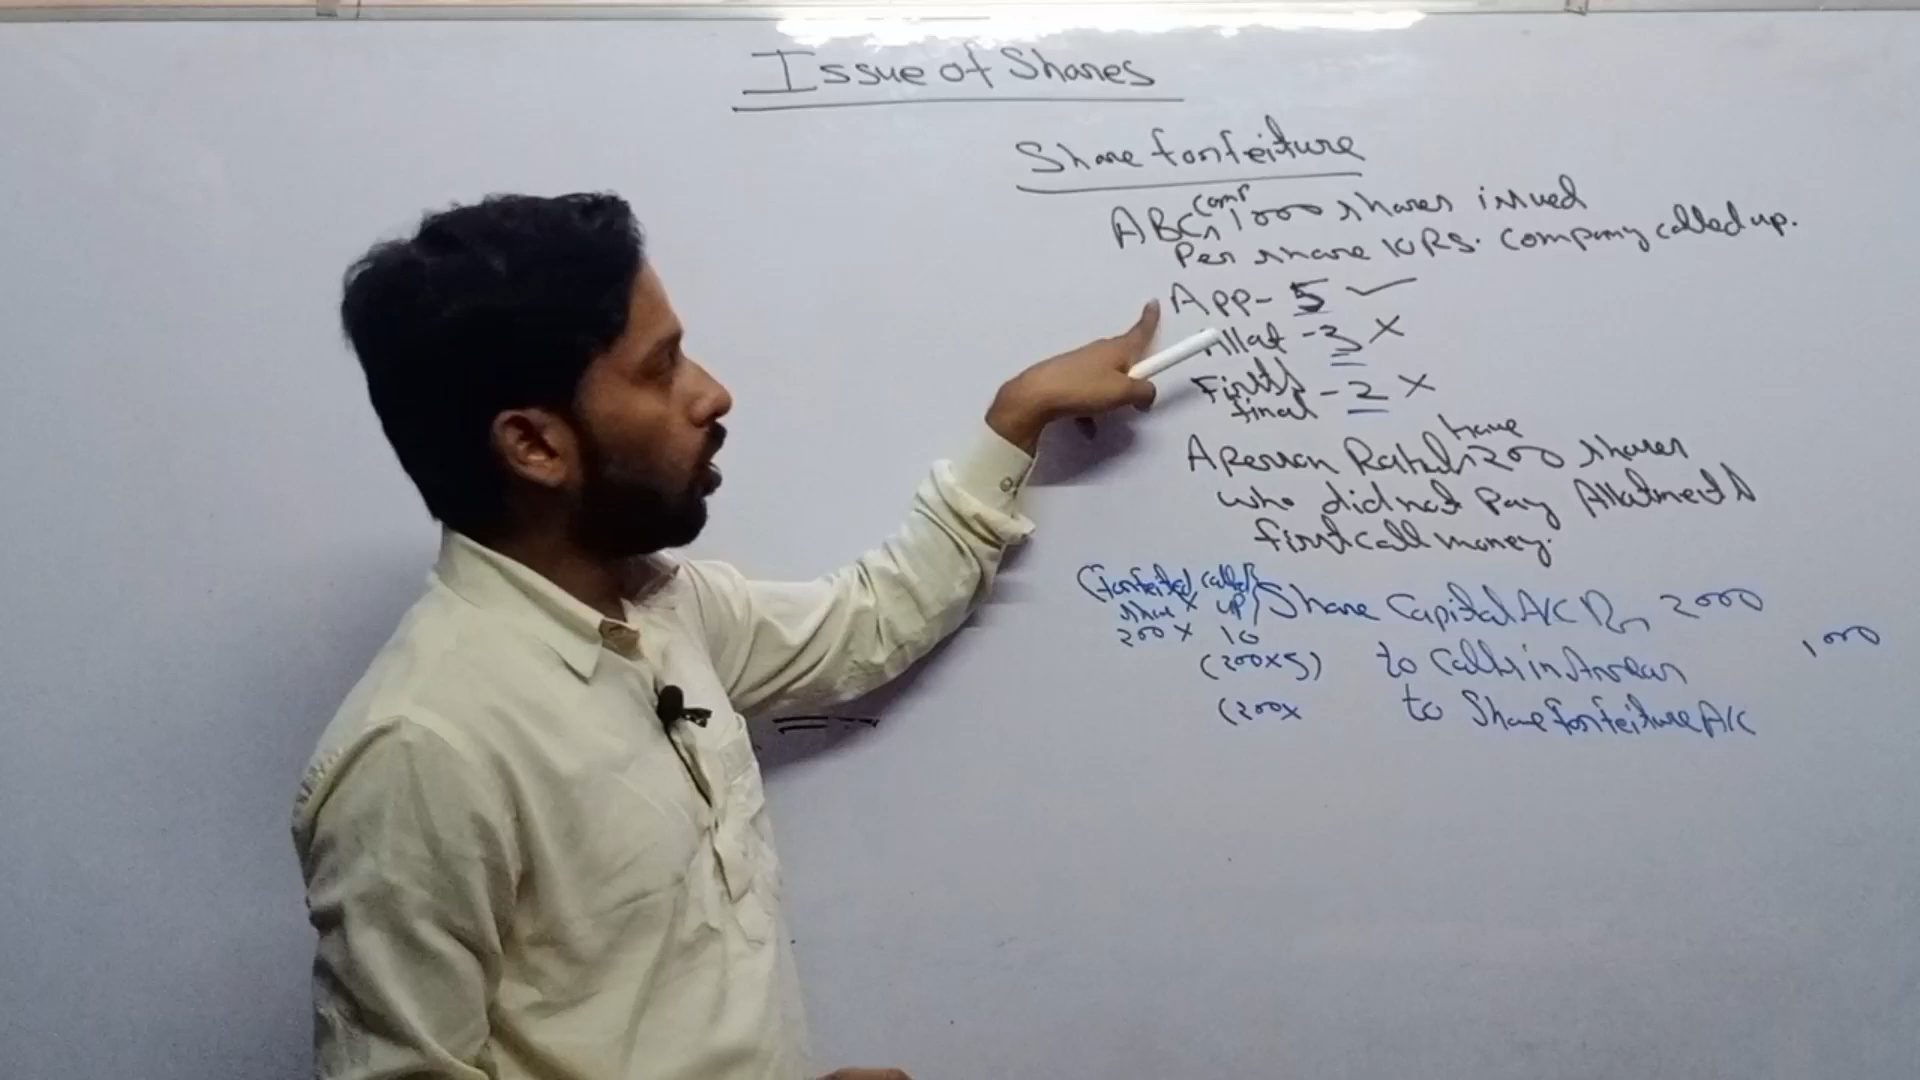 Issue of Shares
Share forfeiture
ABC comp 1000 shares issued
Per share 10 Rs. Company called up.
App - 5 ✓
Allot - 3 ×
First &
final - 2 ×
A Person have 200 shares
who did not pay Allotment &
first call money.
(Forfeited share × called up) Share Capital A/C Dr 2000
200 × 10
(200×5) to Calls in Arrear 1000
(200× to Share forfeiture A/C